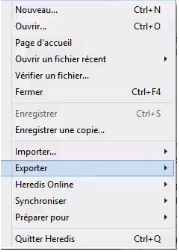 Nouveau... Ctrl+N
Ouvrir... Ctrl+O
Page d'accueil
Ouvrir un fichier récent
Vérifier un fichier...
Fermer Ctrl+F4
Enregistrer Ctrl+S
Enregistrer une copie...
Importer...
Exporter
Heredis Online
Synchroniser
Préparer pour
Quitter Heredis Ctrl+Q